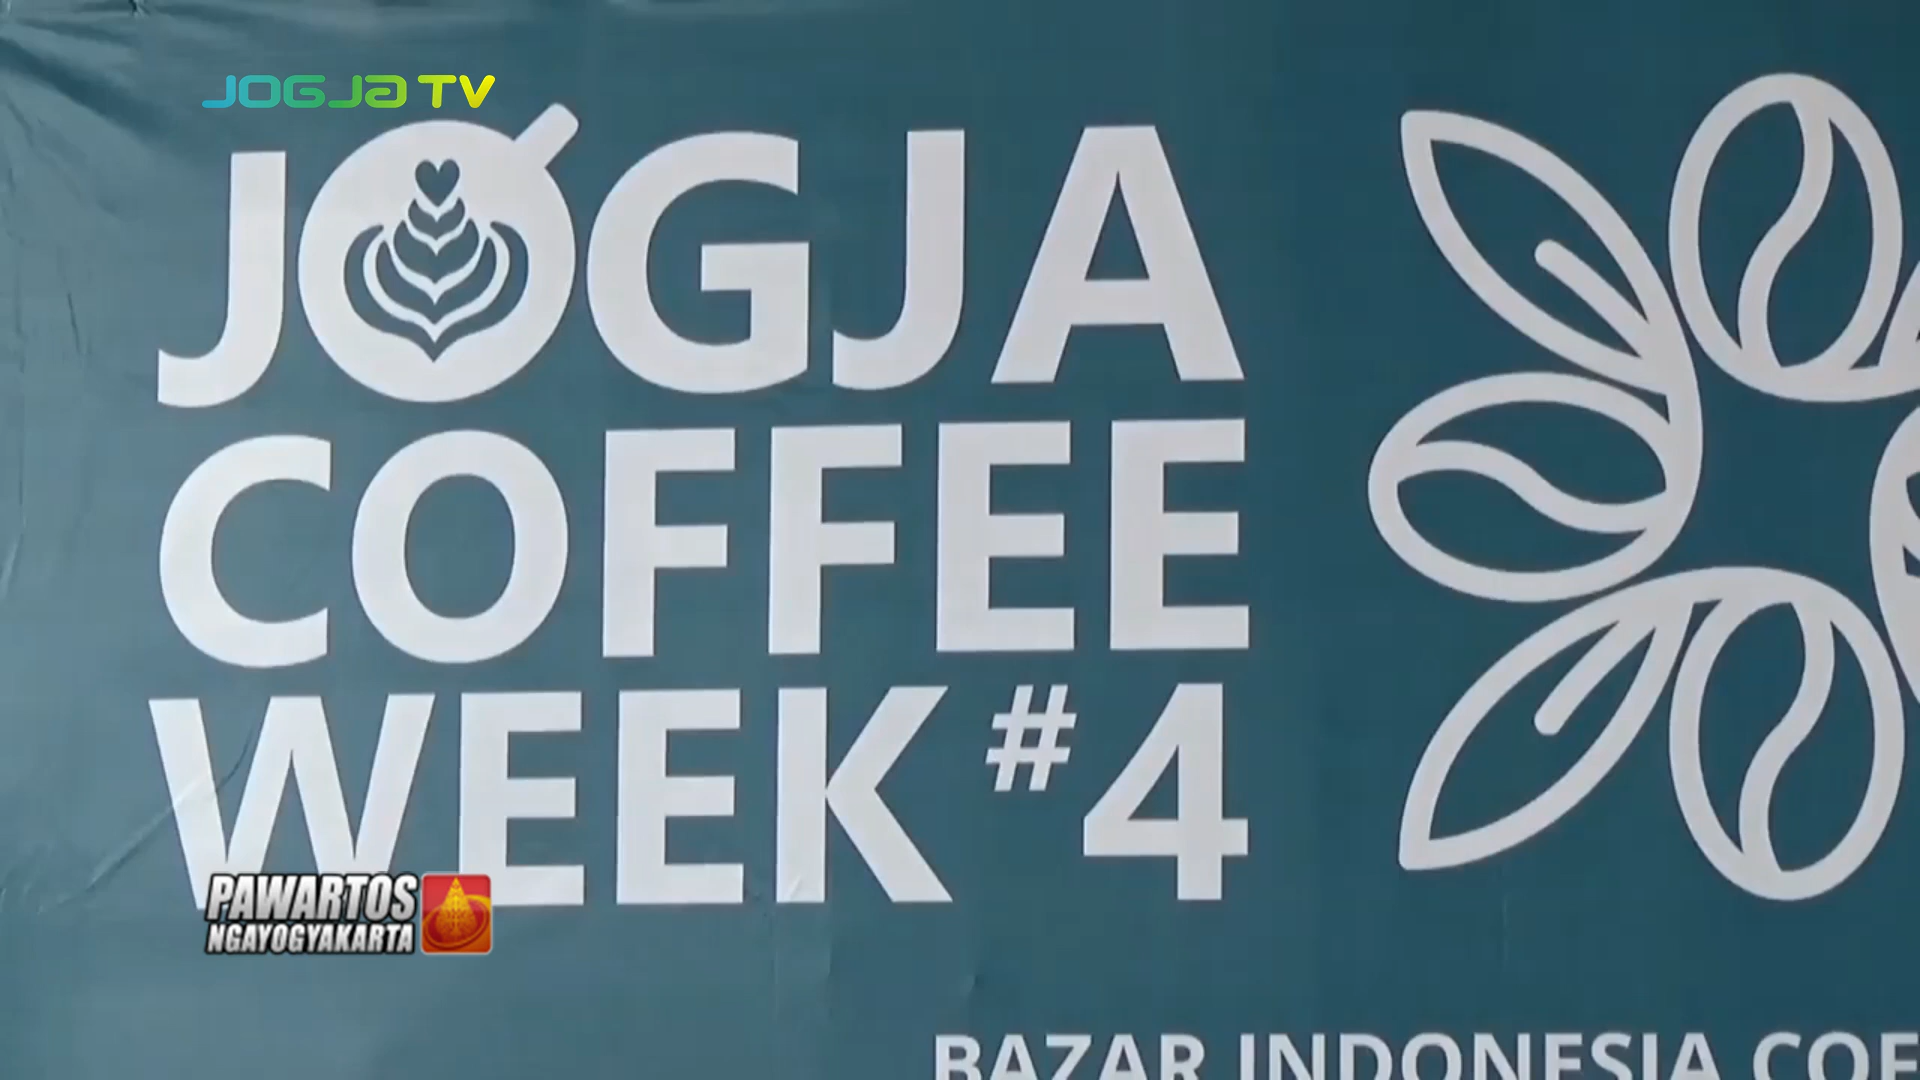 JOGJA TV
JOGJA
COFFEE
WEEK #4
PAWARTOS
NGAYOGYAKARTA
BAZAR INDONESIA